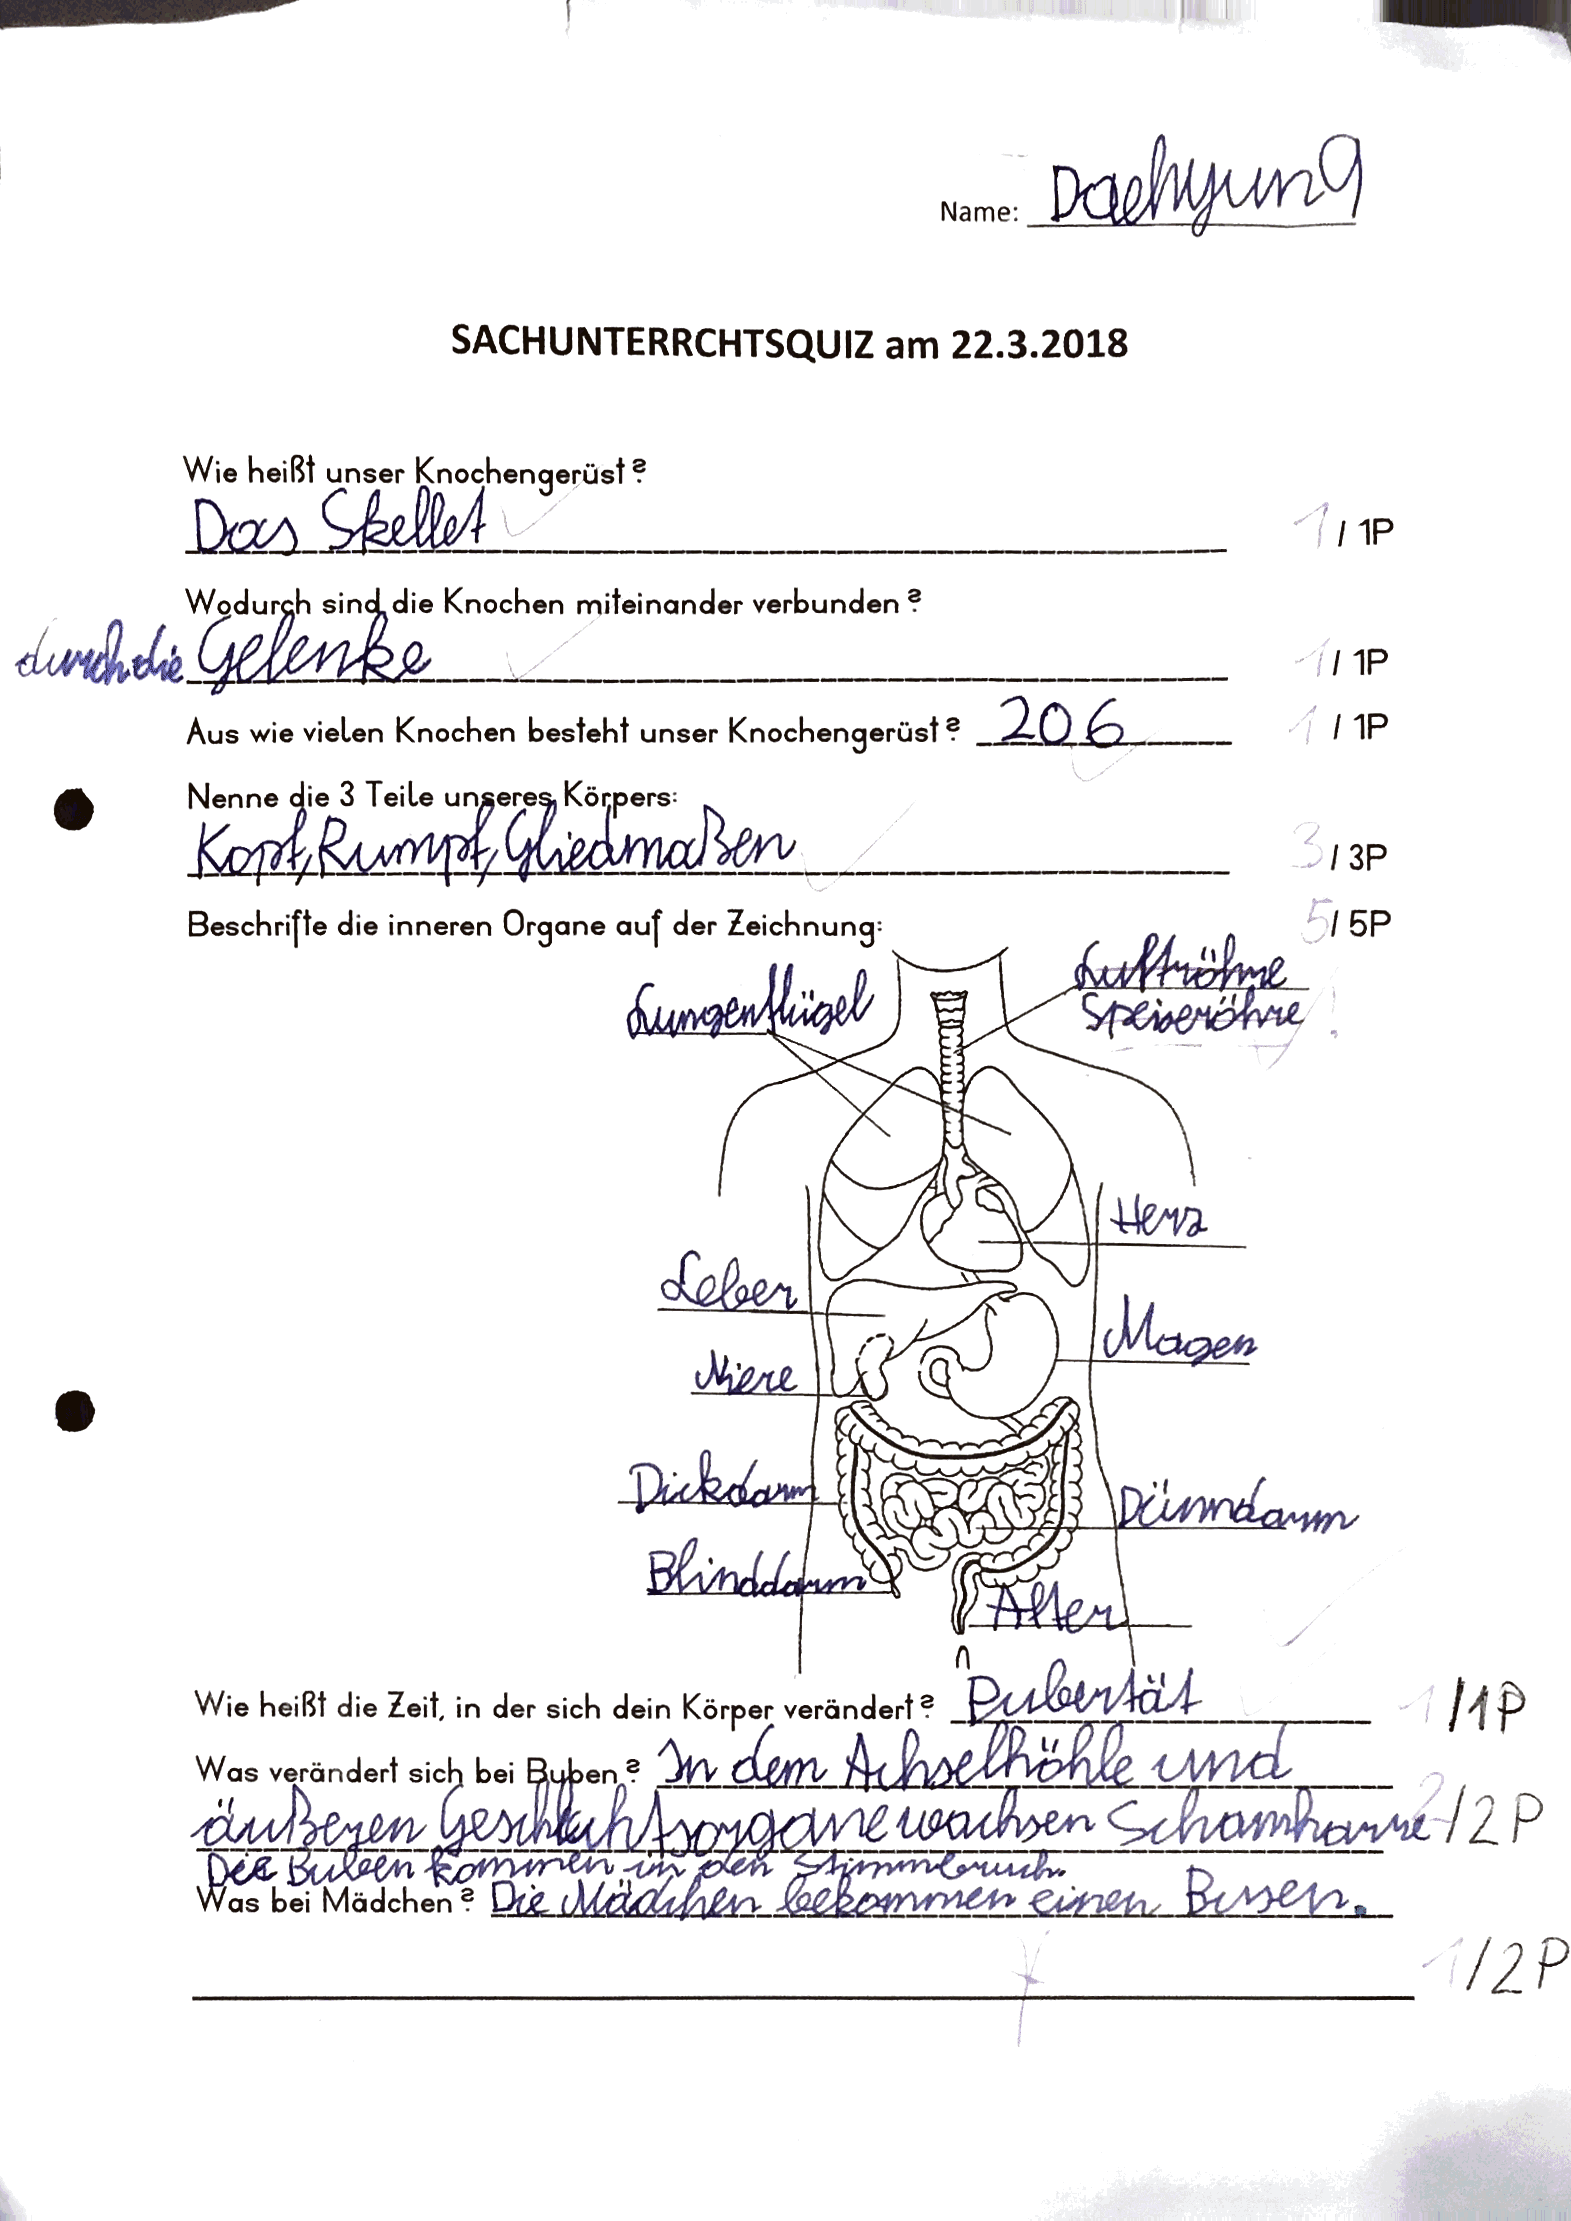 Name: Daehyung
SACHUNTERRCHTSQUIZ am 22.3.2018
Wie heißt unser Knochengerüst?
Das Skellet 1 / 1P
Wodurch sind die Knochen miteinander verbunden?
durch die Gelenke 1 / 1P
Aus wie vielen Knochen besteht unser Knochengerüst? 206 1 / 1P
Nenne die 3 Teile unseres Körpers:
Kopf, Rumpf, Gliedmaßen 3 / 3P
Beschrifte die inneren Organe auf der Zeichnung: 5 / 5P
Lungenflügel Luftröhme
Speiseröhre
Herz
Leber
Magen
Niere
Dickdarm Dünndarm
Blinddarm
After
Wie heißt die Zeit, in der sich dein Körper verändert? Pubertät 1 /1P
Was verändert sich bei Buben? In dem Achselhöhle und
äußeren Geschlechtsorgane wachsen Schamharre 2 /2P
Die Buben kommen in den Stimmbruch.
Was bei Mädchen? Die Mädchen bekommen einen Busen.
1 /2P